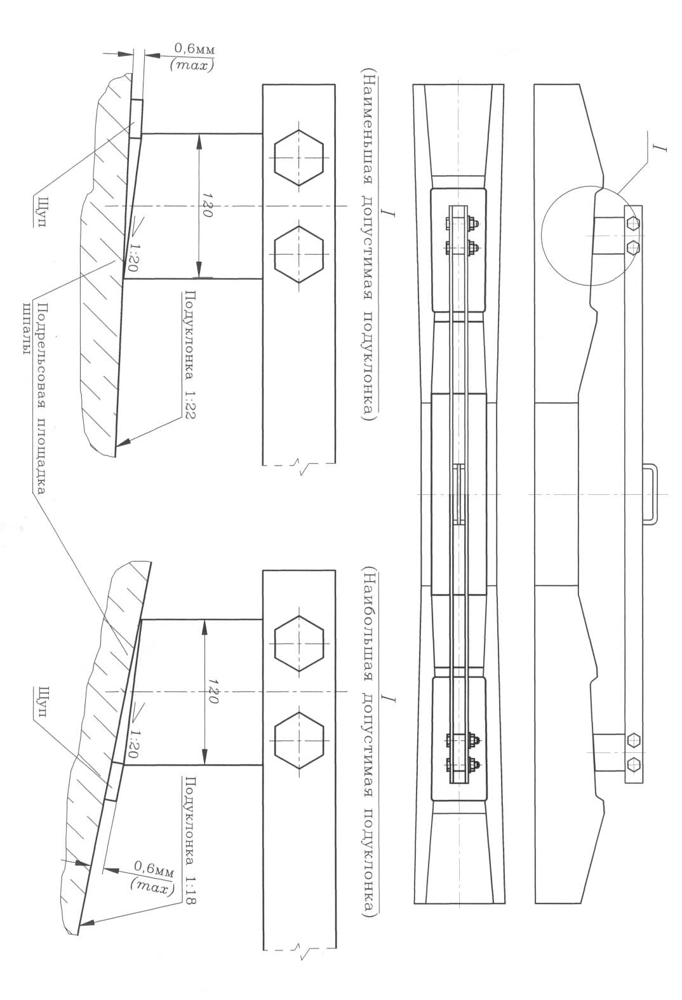 I
I
(Наименьшая допустимая подуклонка)
120
1:20
0,6мм
(max)
Щуп
Подуклонка 1:22
Подрельсовая площадка
шпалы
I
(Наибольшая допустимая подуклонка)
120
1:20
Щуп
Подуклонка 1:18
0,6мм
(max)